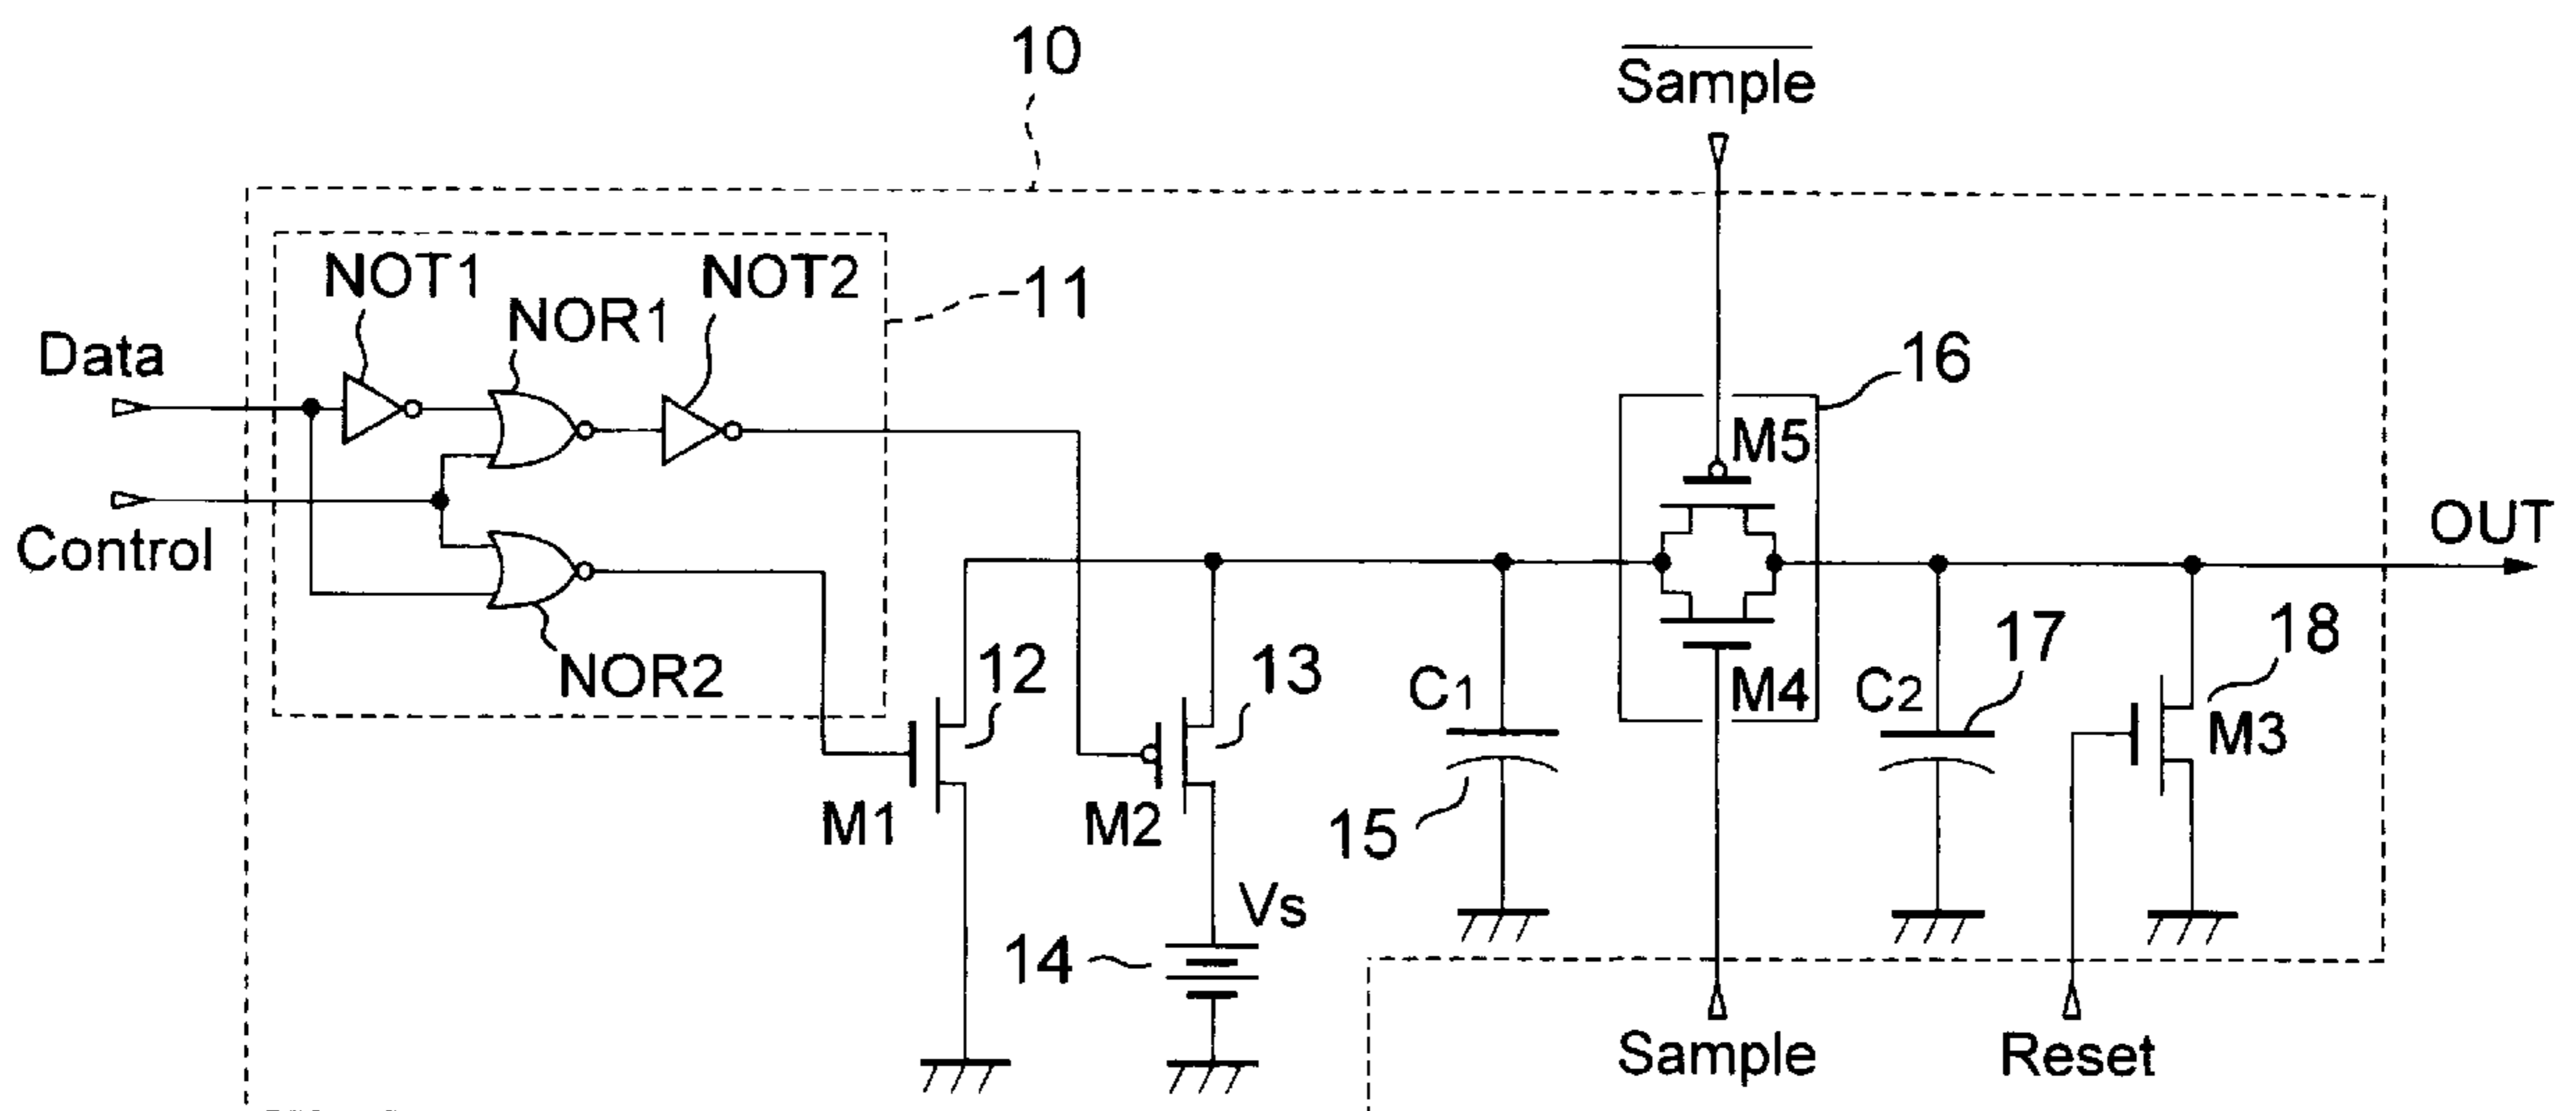 10
Sample
NOT1
NOT2
NOR1
11
Data
16
M5
Control
OUT
NOR2
12
13
C1
M4
C2
17
18
M3
M1
M2
15
Vs
14
Sample
Reset